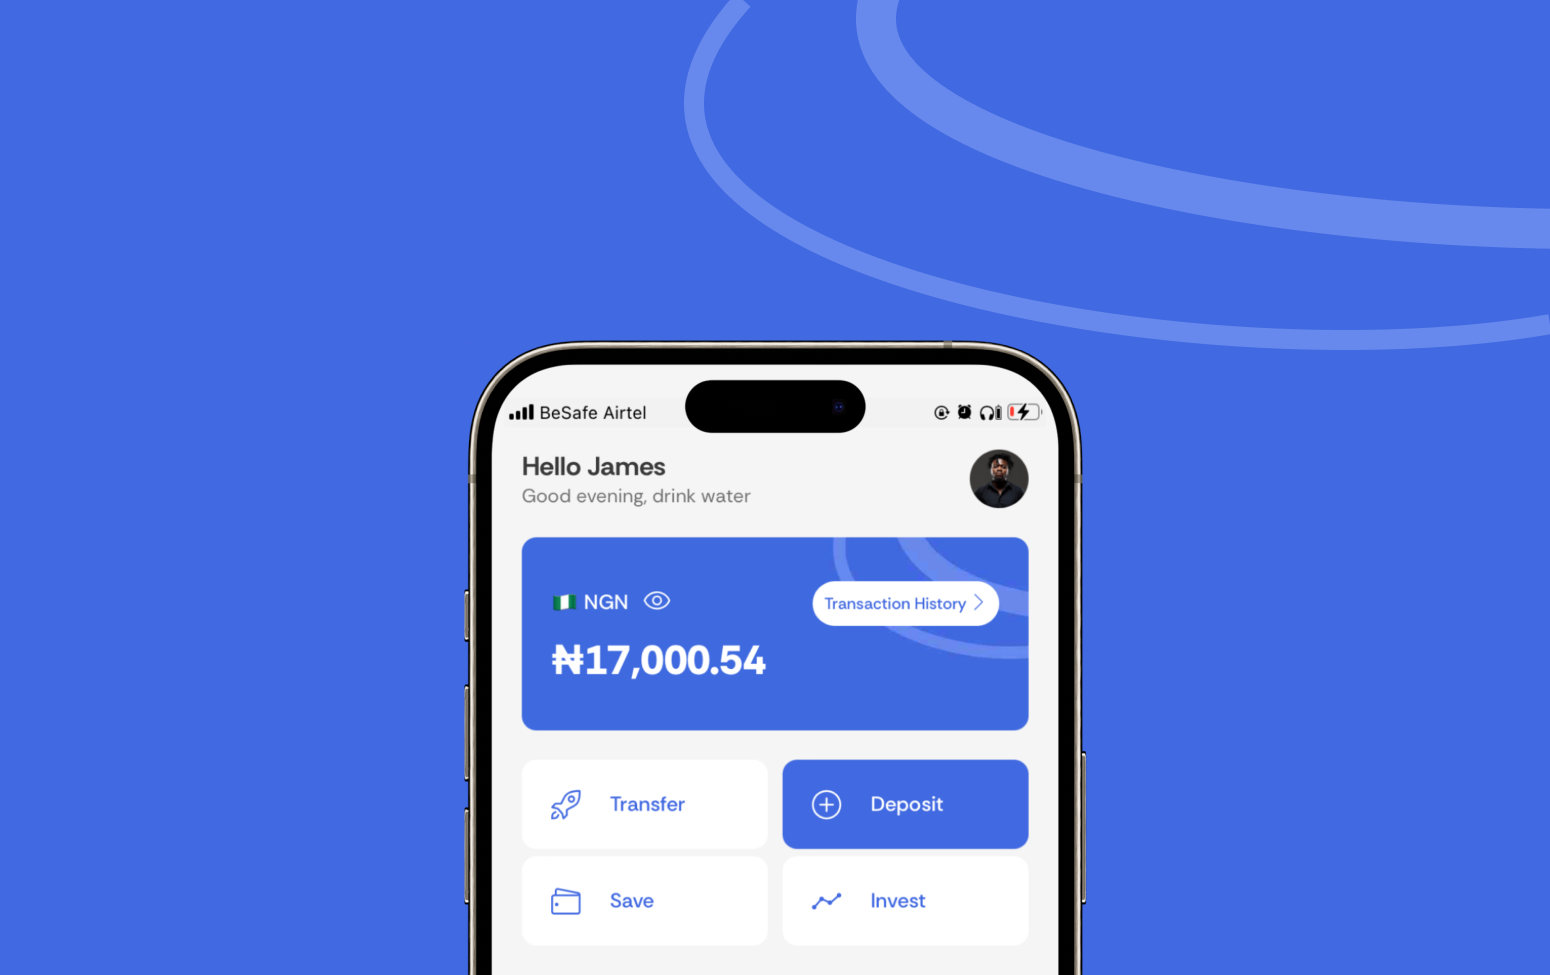 BeSafe Airtel
Hello James
Good evening, drink water
NGN
Transaction History
₦17,000.54
Transfer
Deposit
Save
Invest